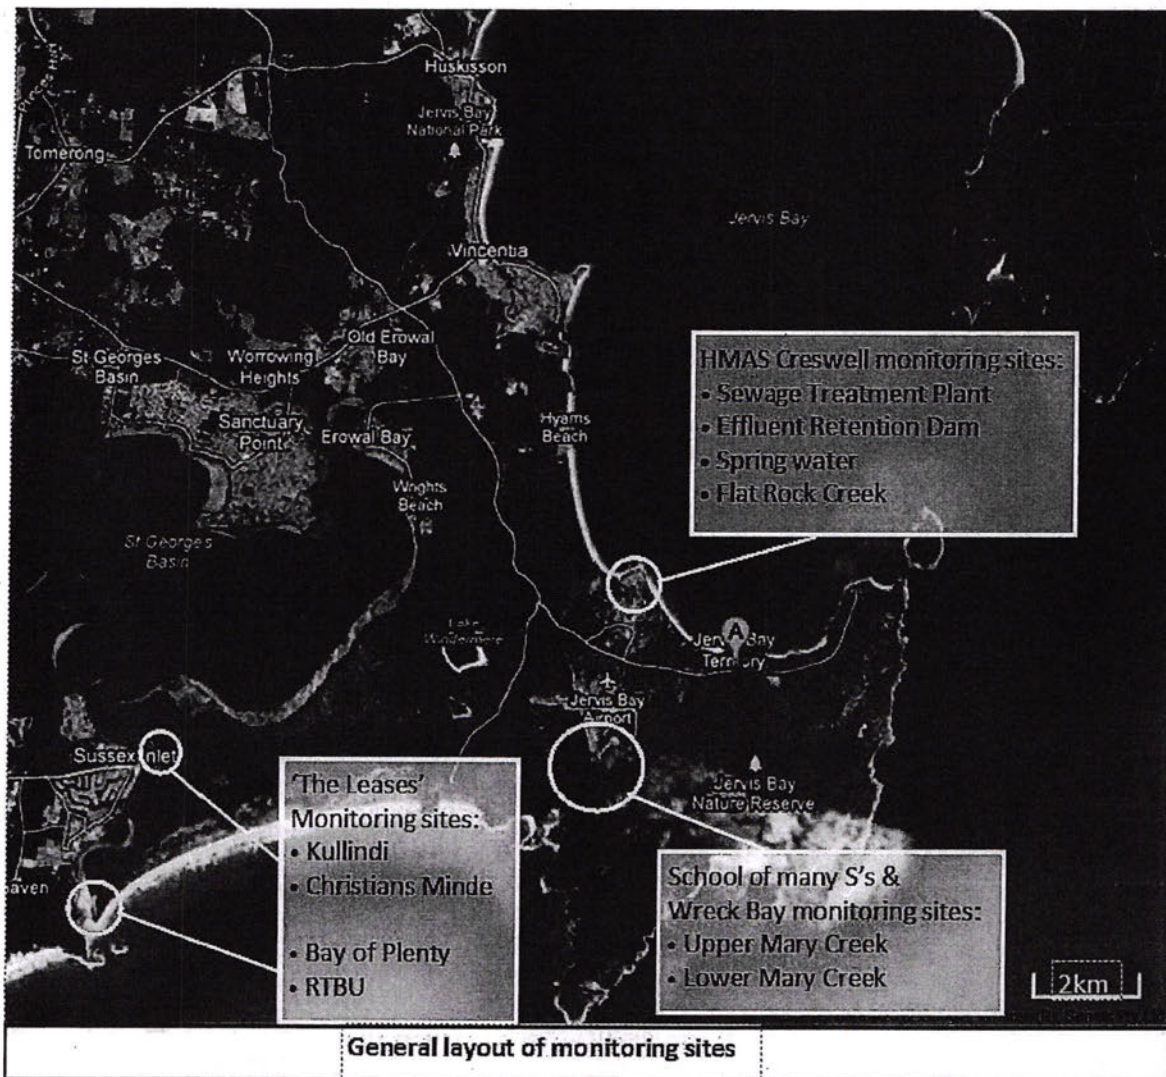 Huskisson
Princes Hwy
Jervis Bay
National Park
Tomerong
Jervis Bay
Vincentia
Old Erowal
Bay
St Georges
Basin
Worrowing
Heights
HMAS Creswell monitoring sites:
• Sewage Treatment Plant
• Effluent Retention Dam
• Spring water
• Flat Rock Creek
Sanctuary
Point
Erowal Bay
Hyams
Beach
Wrights
Beach
St Georges
Basin
Lake
Windermere
A
Jervis Bay
Territory
Jervis Bay
Airport
Sussex Inlet
'The Leases'
Monitoring sites:
• Kullindi
• Christians Minde
• Bay of Plenty
• RTBU
Jervis Bay
Nature Reserve
School of many S's &
Wreck Bay monitoring sites:
• Upper Mary Creek
• Lower Mary Creek
2km
General layout of monitoring sites